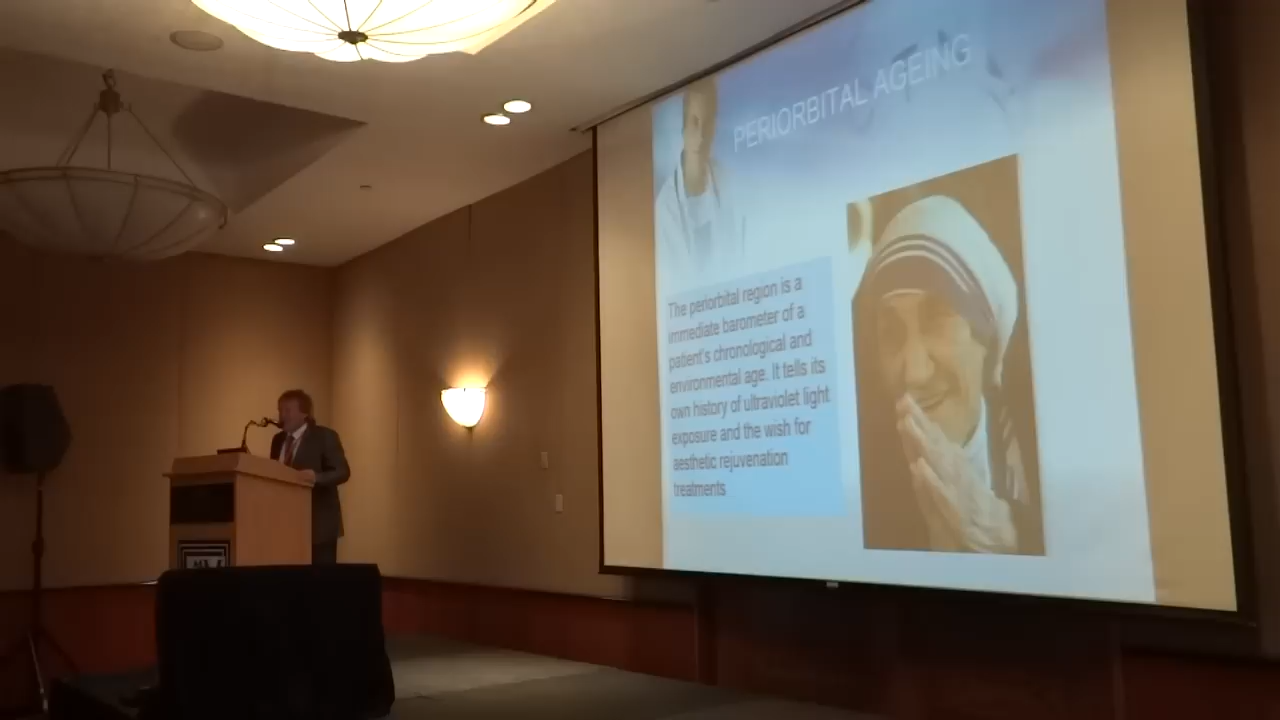 PERIORBITAL AGEING
The periorbital region is a
immediate barometer of a
patient's chronological and
environmental age. It tells its
own history of ultraviolet light
exposure and the wish for
aesthetic rejuvenation
treatments